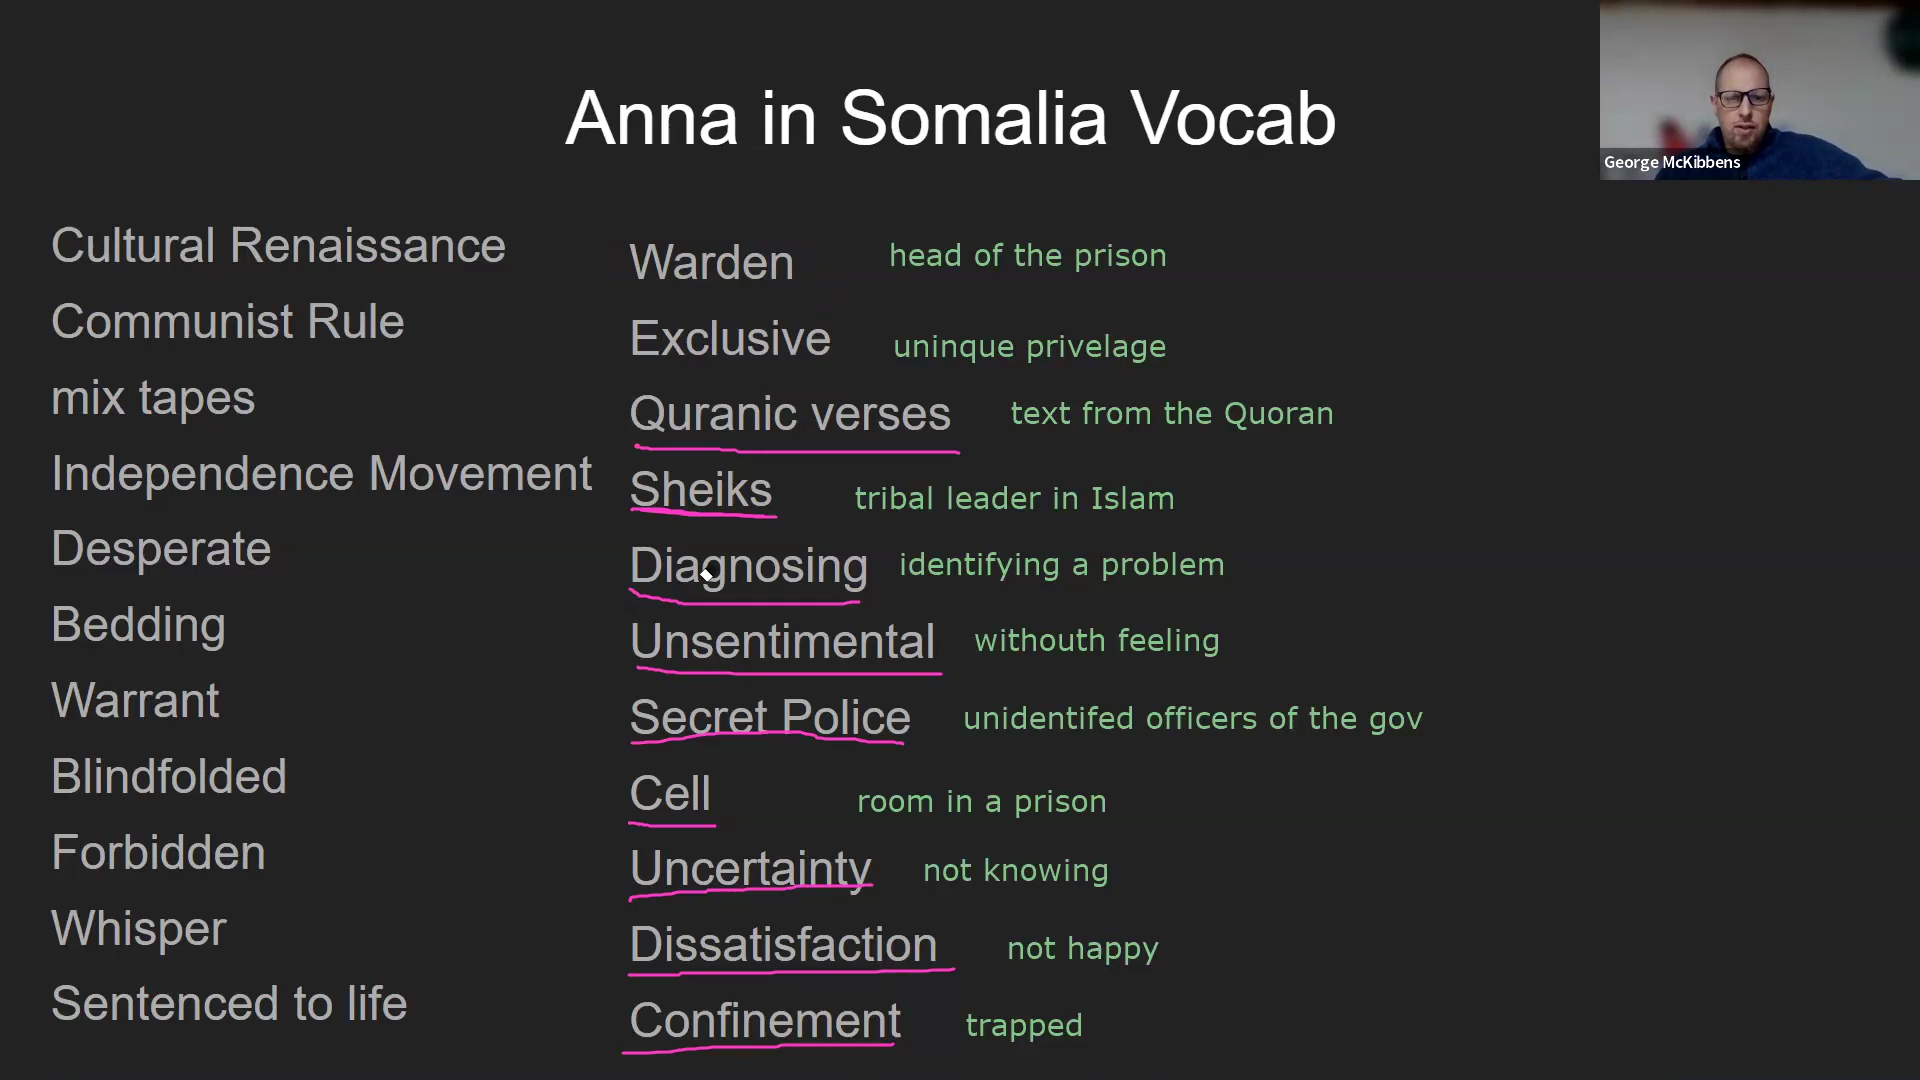 Anna in Somalia Vocab
George McKibbens
Cultural Renaissance
Communist Rule
mix tapes
Independence Movement
Desperate
Bedding
Warrant
Blindfolded
Forbidden
Whisper
Sentenced to life
Warden head of the prison
Exclusive uninque privelage
Quranic verses text from the Quoran
Sheiks tribal leader in Islam
Diagnosing identifying a problem
Unsentimental withouth feeling
Secret Police unidentifed officers of the gov
Cell room in a prison
Uncertainty not knowing
Dissatisfaction not happy
Confinement trapped